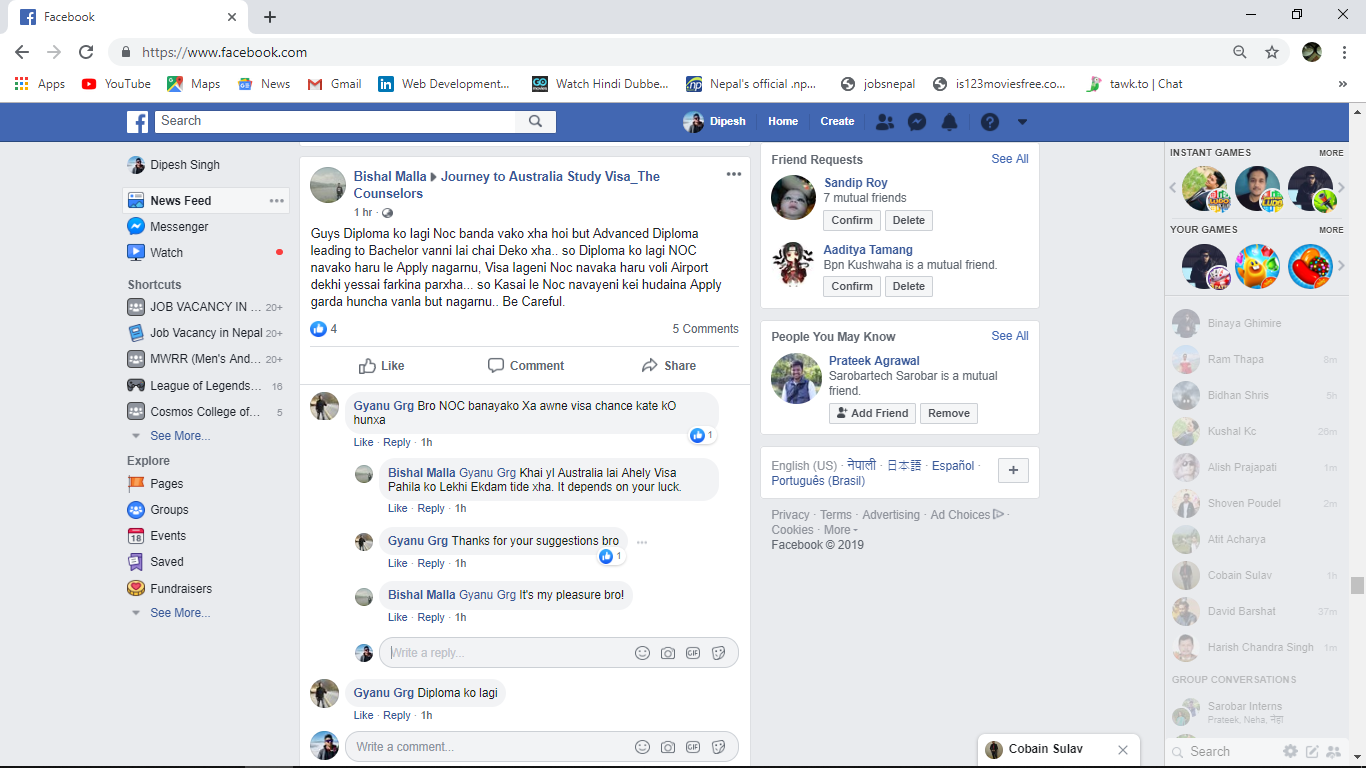 Facebook
https://www.facebook.com
Apps
YouTube
Maps
News
Gmail
Web Development...
Watch Hindi Dubbe...
Nepal's official .np...
jobsnepal
is123moviesfree.co...
tawk.to | Chat
»
Search
Dipesh
Home
Create
Dipesh Singh
News Feed
Messenger
Watch
Shortcuts
JOB VACANCY IN ... 20+
Job Vacancy in Nepal 20+
MWRR (Men's And... 20+
League of Legends... 16
Cosmos College of... 5
See More...
Explore
Pages
Groups
18 Events
Saved
Fundraisers
See More...
Bishal Malla Journey to Australia Study Visa_The
Counselors
1 hr ·
Guys Diploma ko lagi Noc banda vako xha hoi but Advanced Diploma
leading to Bachelor vanni lai chai Deko xha.. so Diploma ko lagi NOC
navako haru le Apply nagarnu, Visa lageni Noc navaka haru voli Airport
dekhi yessai farkina parxha... so Kasai le Noc navayeni kei hudaina Apply
garda huncha vanla but nagarnu.. Be Careful.
4
5 Comments
Like
Comment
Share
Gyanu Grg Bro NOC banayako Xa awne visa chance kate kO
hunxa
1
Like · Reply · 1h
Bishal Malla Gyanu Grg Khai yl Australia lai Ahely Visa
Pahila ko Lekhi Ekdam tide xha. It depends on your luck.
Like · Reply · 1h
Gyanu Grg Thanks for your suggestions bro
1
Like · Reply · 1h
Bishal Malla Gyanu Grg It's my pleasure bro!
Like · Reply · 1h
Write a reply...
GIF
Gyanu Grg Diploma ko lagi
Like · Reply · 1h
Write a comment...
GIF
Friend Requests
See All
Sandip Roy
7 mutual friends
Confirm
Delete
Aaditya Tamang
Bpn Kushwaha is a mutual friend.
Confirm
Delete
People You May Know
See All
Prateek Agrawal
Sarobartech Sarobar is a mutual
friend.
Add Friend
Remove
English (US) · नेपाली · 日本語 · Español ·
Português (Brasil)
Privacy · Terms · Advertising · Ad Choices ·
Cookies · More
Facebook © 2019
INSTANT GAMES
MORE
YOUR GAMES
MORE
Binaya Ghimire
Ram Thapa 8m
Bidhan Shris 5h
Kushal Kc 26m
Alish Prajapati 1m
Shoven Poudel 2m
Atit Acharya
Cobain Sulav 1h
David Barshat 37m
Harish Chandra Singh 1m
GROUP CONVERSATIONS
Sarobar Interns
Prateek, Neha, नेहा
Search
Cobain Sulav